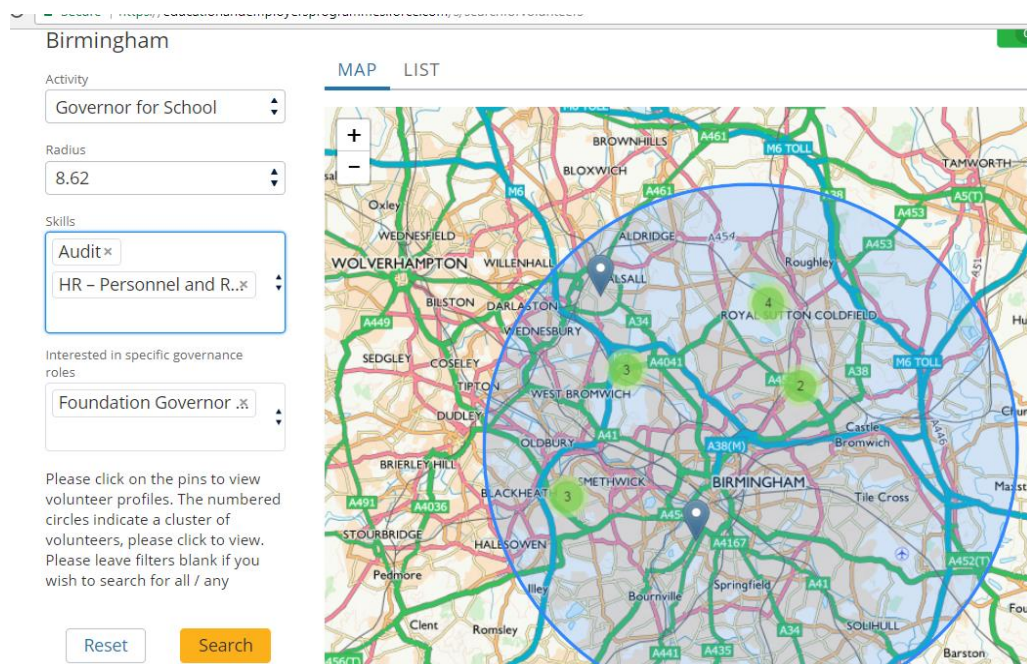 Secure
Birmingham
MAP LIST
Activity
Governor for School
Radius
8.62
Skills
Audit ×
HR – Personnel and R.. ×
Interested in specific governance
roles
Foundation Governor .. ×
Please click on the pins to view
volunteer profiles. The numbered
circles indicate a cluster of
volunteers, please click to view.
Please leave filters blank if you
wish to search for all / any
Reset Search
+
−
BROWNHILLS
A461
M6 TOLL
TAMWORTH
BLOXWICH
M6
A461
A38
A5(T)
Oxley
A453
WEDNESFIELD
ALDRIDGE
A454
A453
WOLVERHAMPTON
WILLENHALL
Roughley
A51
BILSTON
DARLASTON
4
ROYAL SUTTON COLDFIELD
A449
A34
WEDNESBURY
SEDGLEY
COSELEY
3
A4041
A38
M6 TOLL
2
TIPTON
WEST BROMWICH
DUDLEY
Castle
Bromwich
A446
OLDBURY
A41
A38(M)
BRIERLEY HILL
SMETHWICK
BIRMINGHAM
Tile Cross
A491
A4036
BLACKHEATH
3
STOURBRIDGE
A4167
HALESOWEN
A452(T)
Pedmore
Illey
Bournville
Springfield
A41
Clent
Romsley
A34
SOLIHULL
A441
A435
Barston